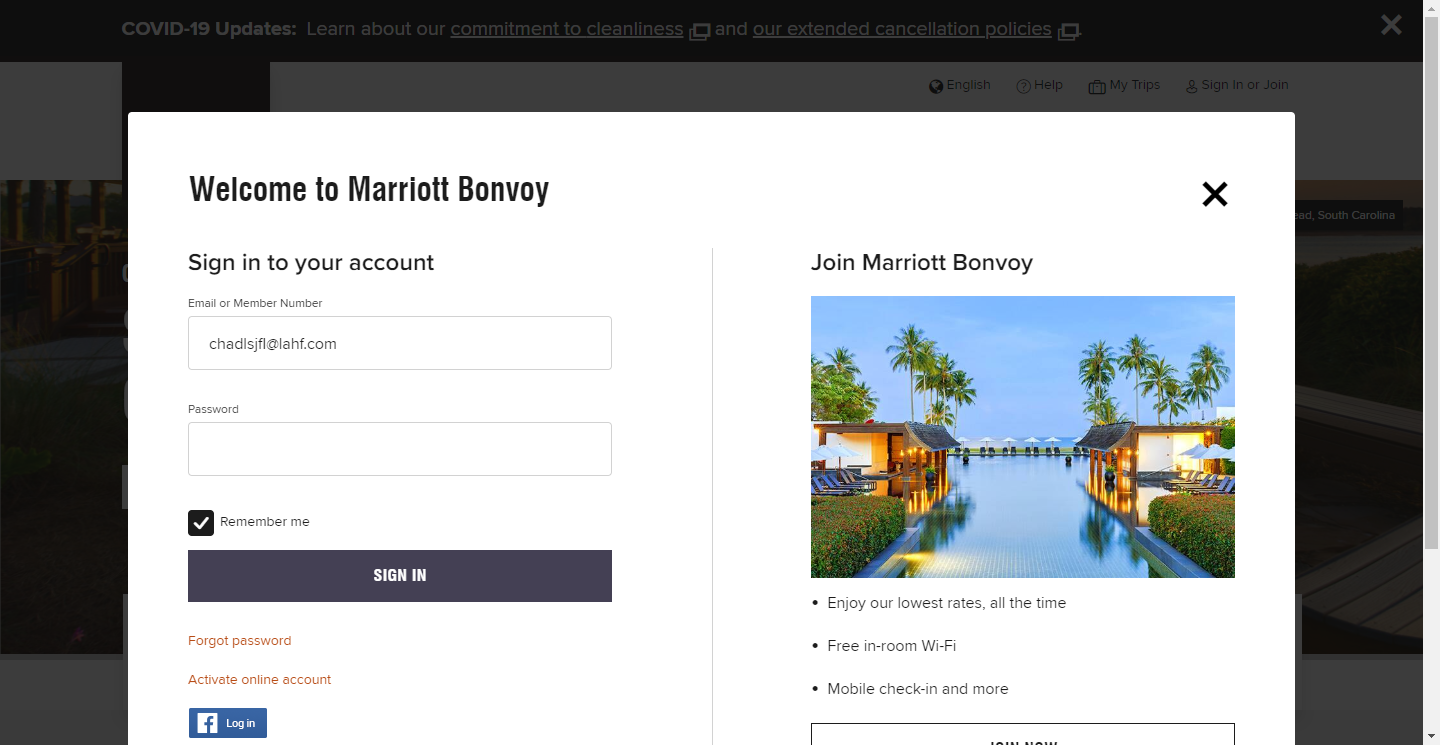 COVID-19 Updates: Learn about our commitment to cleanliness and our extended cancellation policies.
English Help My Trips Sign In or Join
Welcome to Marriott Bonvoy
ead, South Carolina
Sign in to your account
Email or Member Number
chadlsjfl@lahf.com
Password
Remember me
SIGN IN
Forgot password
Activate online account
Log in
Join Marriott Bonvoy
• Enjoy our lowest rates, all the time
• Free in-room Wi-Fi
• Mobile check-in and more
JOIN NOW